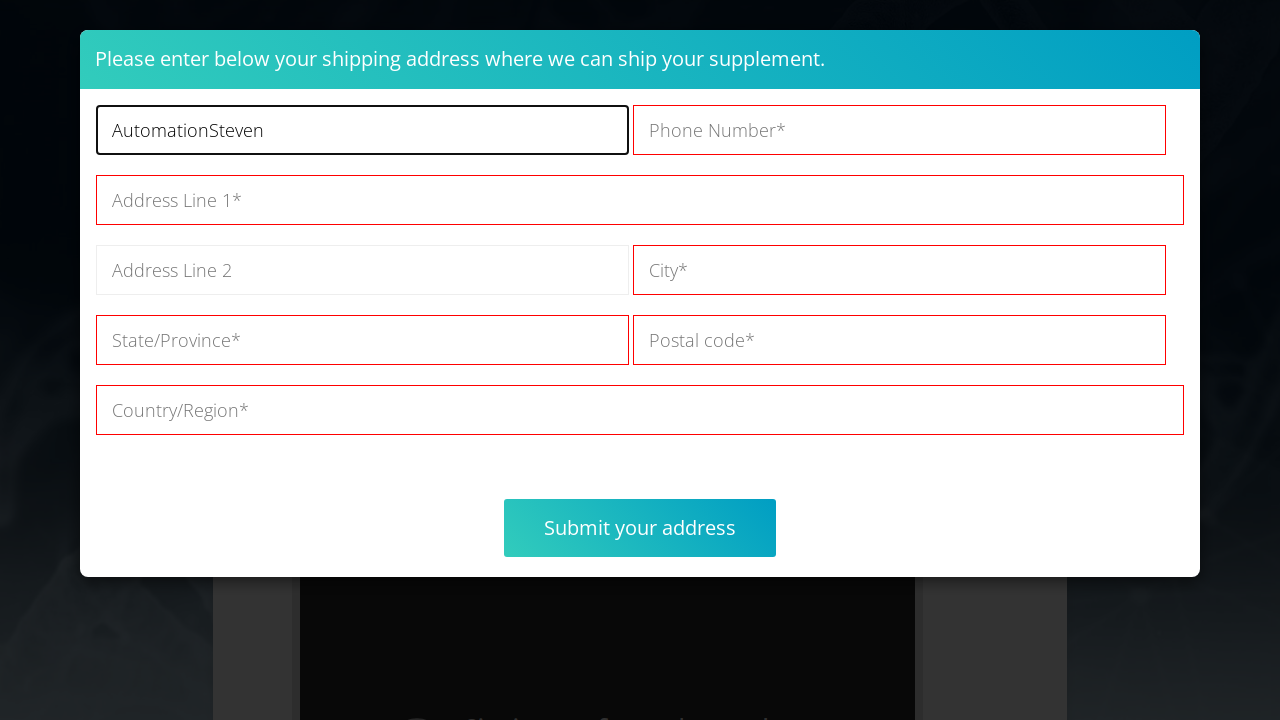 Please enter below your shipping address where we can ship your supplement.
AutomationSteven
Phone Number*
Address Line 1*
Address Line 2
City*
State/Province*
Postal code*
Country/Region*
Submit your address